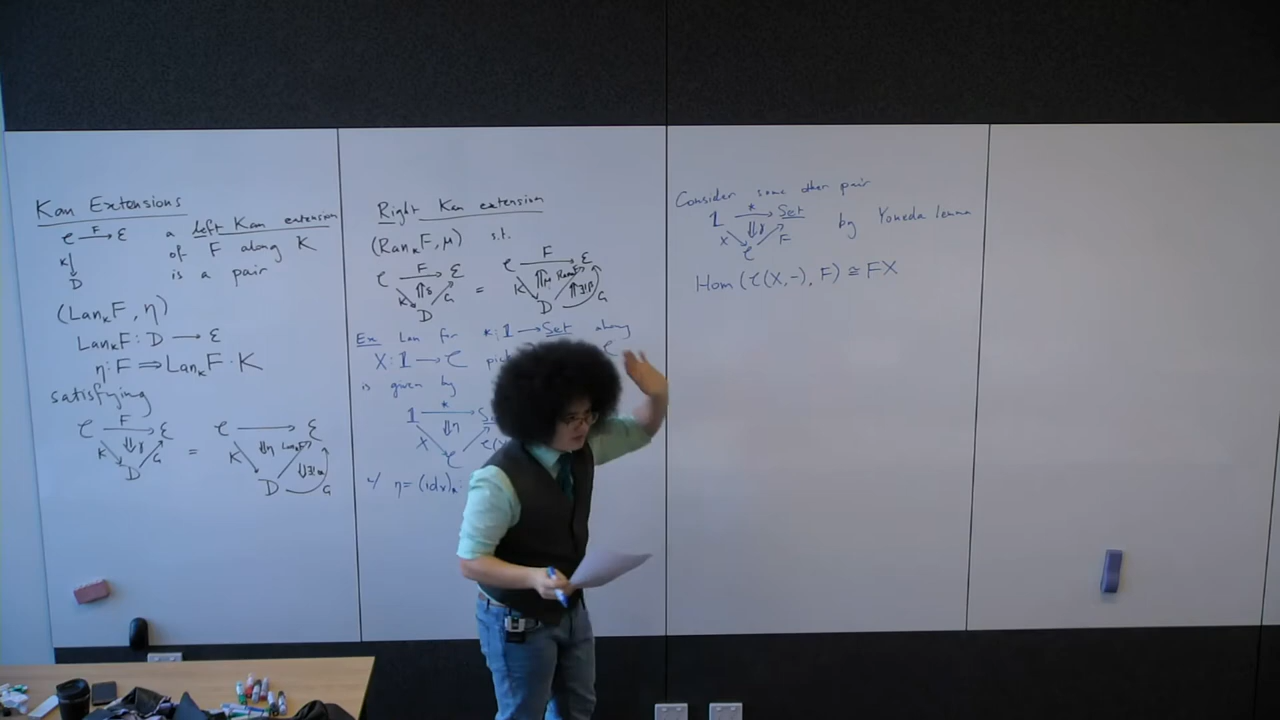 Kan Extensions
C F→ E a left Kan extension
K↓ of F along K
D is a pair
(Lan_K F, η)
Lan_K F: D → E
η: F ⇒ Lan_K F · K
satisfying
C F→ E = C → E
K ⇓γ G K ⇓η Lan_K F ⇓∃!α
D D G
Right Kan extension
(Ran_K F, μ) s.t.
C F→ E = C F→ E
K ⇑δ G K ⇑μ Ran_K F ⇑∃!β
D D G
Ex Lan for *: 1 → Set along
X: 1 → C
is given by
1 *→
X ⇓η
C
w/ η = (id_X)
Consider some other pair
1 *→ Set by Yoneda lemma
X ⇓γ F
C
Hom(C(X,-), F) ≅ FX